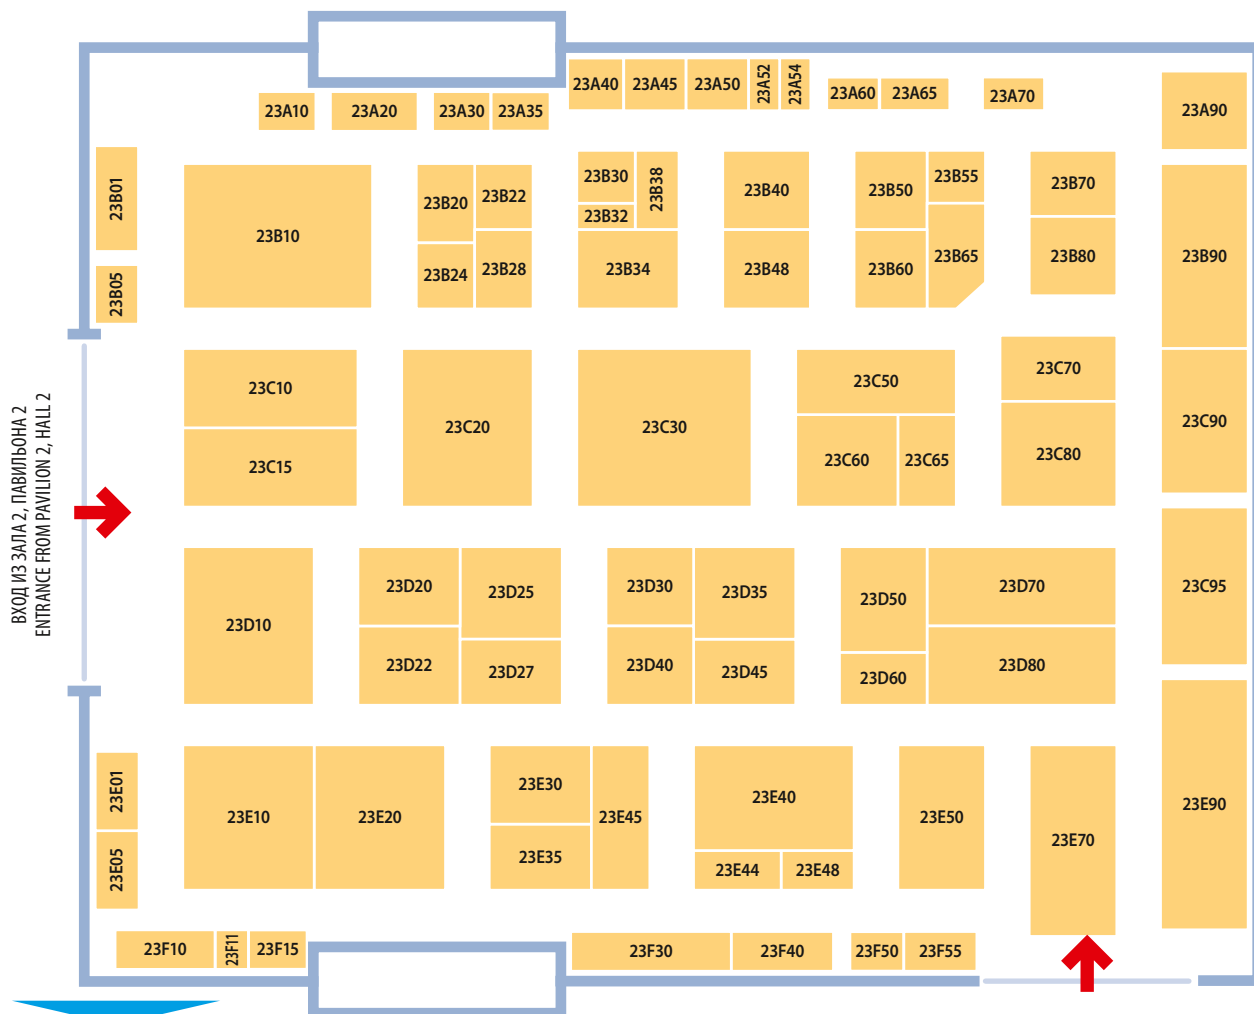 23A10
23A20
23A30
23A35
23A40
23A45
23A50
23A52
23A54
23A60
23A65
23A70
23A90
23B01
23B05
23B10
23B20
23B22
23B24
23B28
23B30
23B32
23B38
23B34
23B40
23B48
23B50
23B55
23B60
23B65
23B70
23B80
23B90
ВХОД ИЗ ЗАЛА 2, ПАВИЛЬОНА 2
ENTRANCE FROM PAVILION 2, HALL 2
23C10
23C15
23C20
23C30
23C50
23C60
23C65
23C70
23C80
23C90
23C95
23D10
23D20
23D22
23D25
23D27
23D30
23D40
23D35
23D45
23D50
23D60
23D70
23D80
23E01
23E05
23E10
23E20
23E30
23E35
23E45
23E40
23E44
23E48
23E50
23E70
23E90
23F10
23F11
23F15
23F30
23F40
23F50
23F55